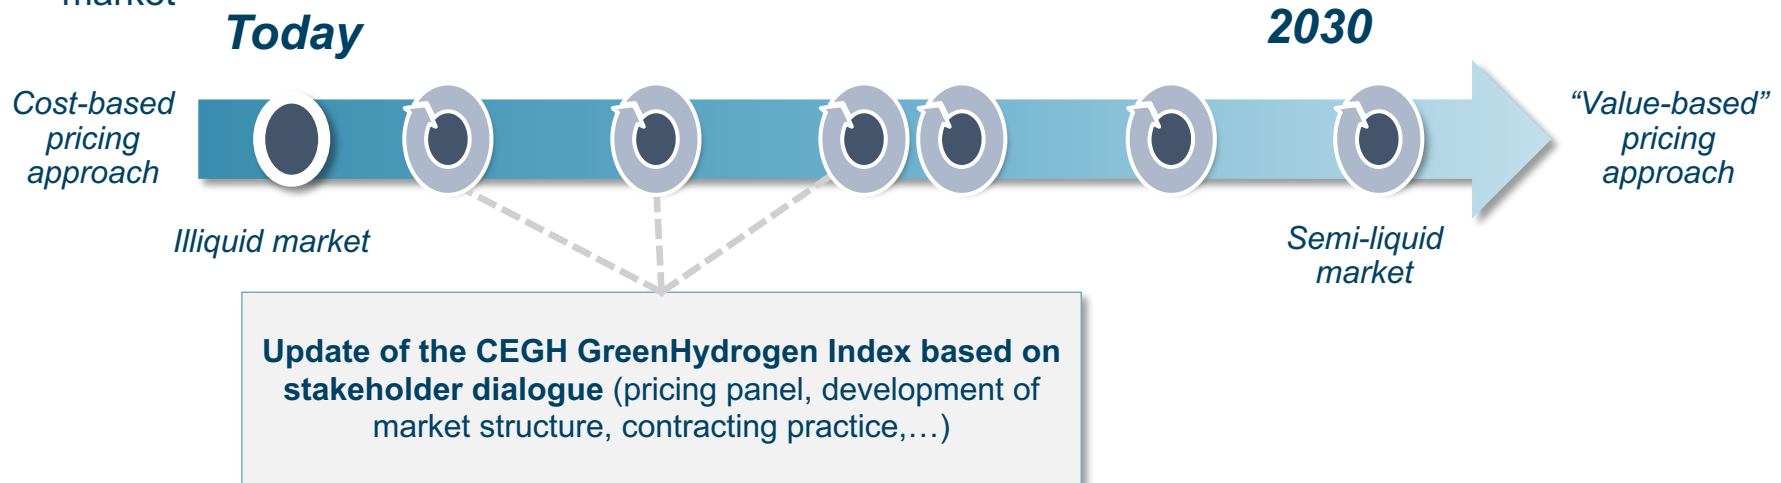 market
Today
2030
Cost-based
pricing
approach
“Value-based”
pricing
approach
Illiquid market
Semi-liquid
market
Update of the CEGH GreenHydrogen Index based on
stakeholder dialogue (pricing panel, development of
market structure, contracting practice,…)